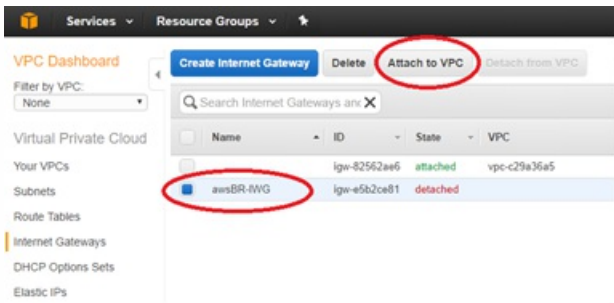 Services Resource Groups
VPC Dashboard
Filter by VPC:
None
Virtual Private Cloud
Your VPCs
Subnets
Route Tables
Internet Gateways
DHCP Options Sets
Elastic IPs
Create Internet Gateway Delete Attach to VPC Detach from VPC
Search Internet Gateways anc X
Name ID State VPC
igw-82562ae6 attached vpc-c29a36a5
awsBR-IWG igw-e5b2ce81 detached